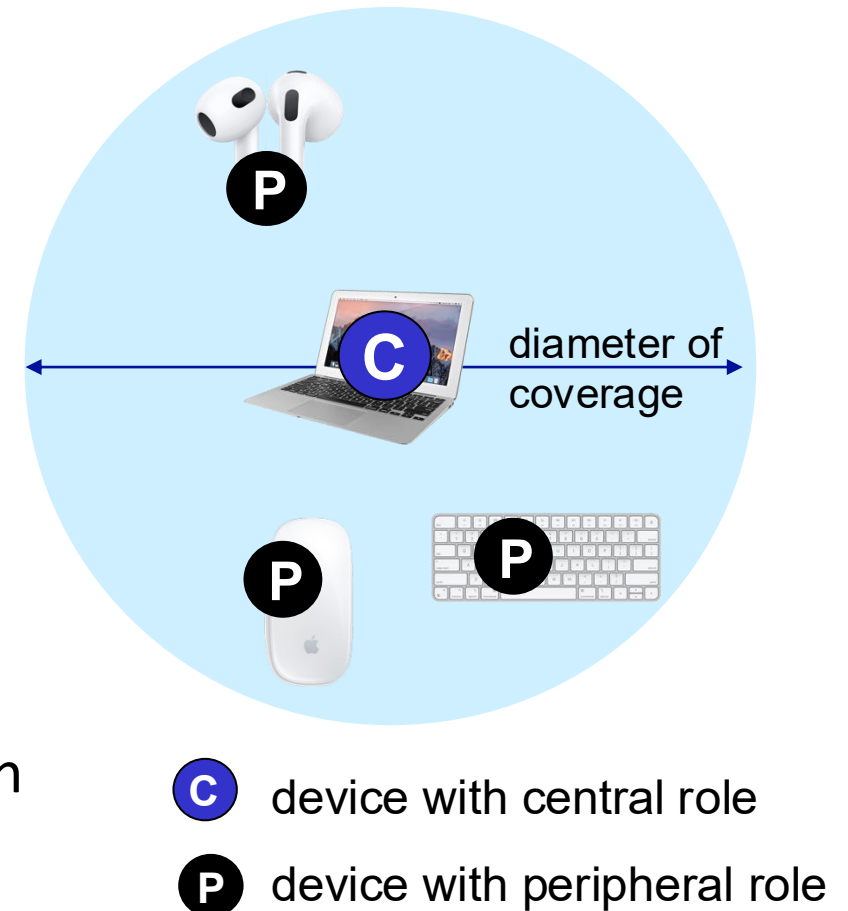 P
C
diameter of
coverage
P
P
n
C device with central role
P device with peripheral role